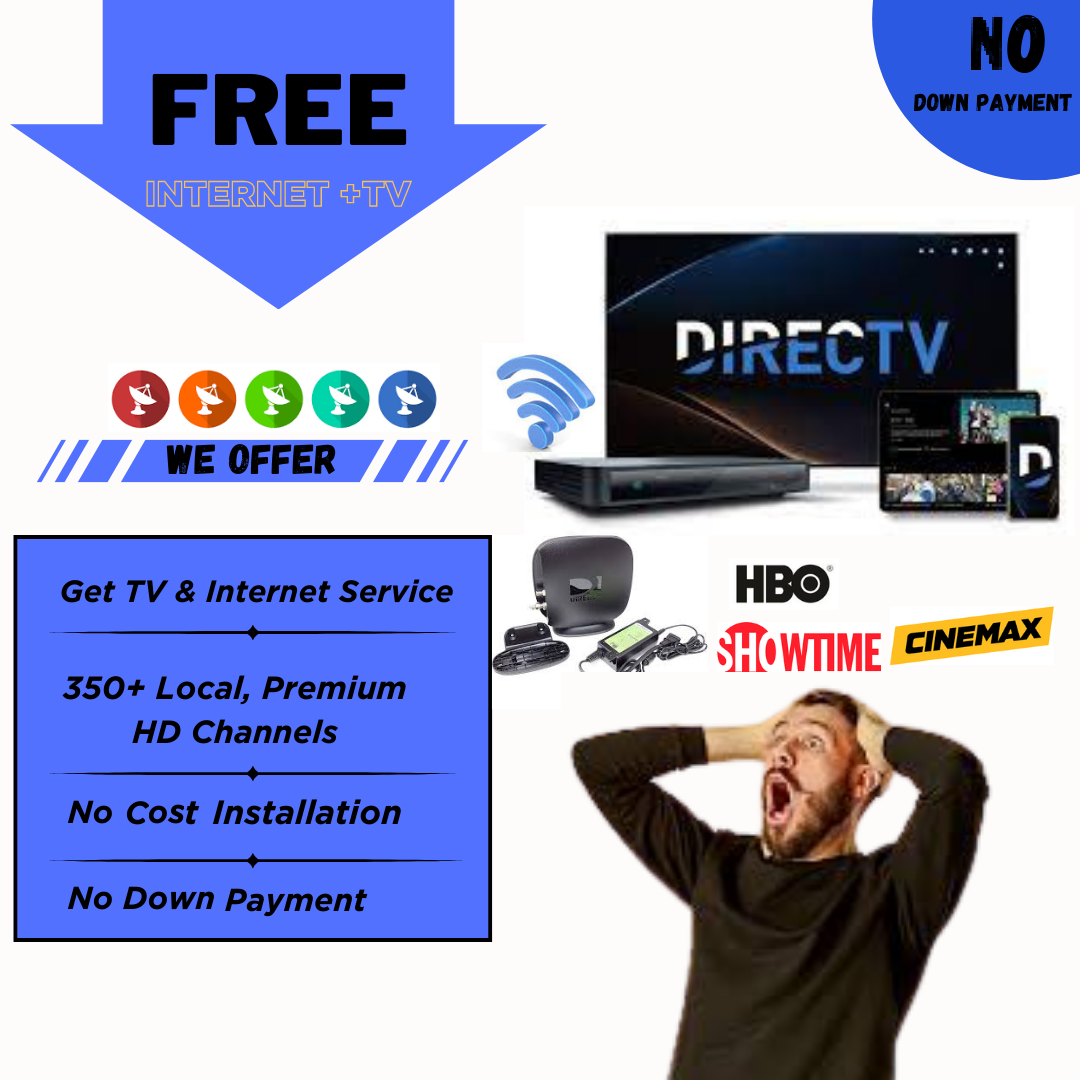 FREE
INTERNET +TV
NO
DOWN PAYMENT
DIRECTV
WE OFFER
Get TV & Internet Service
350+ Local, Premium
HD Channels
No Cost Installation
No Down Payment
HBO®
SHOWTIME
CINEMAX
D